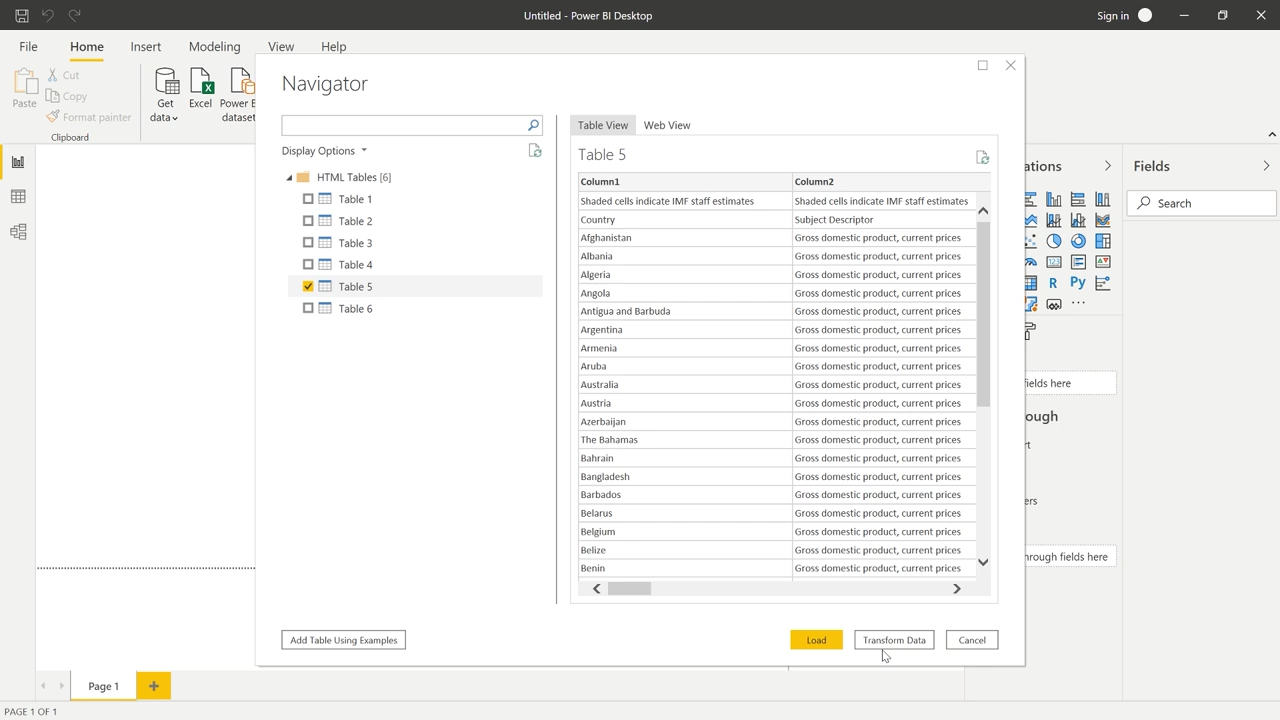 Untitled - Power BI Desktop
Sign in
File Home Insert Modeling View Help
Paste
Cut
Copy
Format painter
Clipboard
Get data
Excel
Power B
dataset
Navigator
Display Options
HTML Tables [6]
Table 1
Table 2
Table 3
Table 4
Table 5
Table 6
Table View Web View
Table 5
Column1 Column2
Shaded cells indicate IMF staff estimates Shaded cells indicate IMF staff estimates
Country Subject Descriptor
Afghanistan Gross domestic product, current prices
Albania Gross domestic product, current prices
Algeria Gross domestic product, current prices
Angola Gross domestic product, current prices
Antigua and Barbuda Gross domestic product, current prices
Argentina Gross domestic product, current prices
Armenia Gross domestic product, current prices
Aruba Gross domestic product, current prices
Australia Gross domestic product, current prices
Austria Gross domestic product, current prices
Azerbaijan Gross domestic product, current prices
The Bahamas Gross domestic product, current prices
Bahrain Gross domestic product, current prices
Bangladesh Gross domestic product, current prices
Barbados Gross domestic product, current prices
Belarus Gross domestic product, current prices
Belgium Gross domestic product, current prices
Belize Gross domestic product, current prices
Benin Gross domestic product, current prices
Add Table Using Examples
Load
Transform Data
Cancel
ations
R Py
123
fields here
ough
rt
ers
hrough fields here
Fields
Search
Page 1
PAGE 1 OF 1